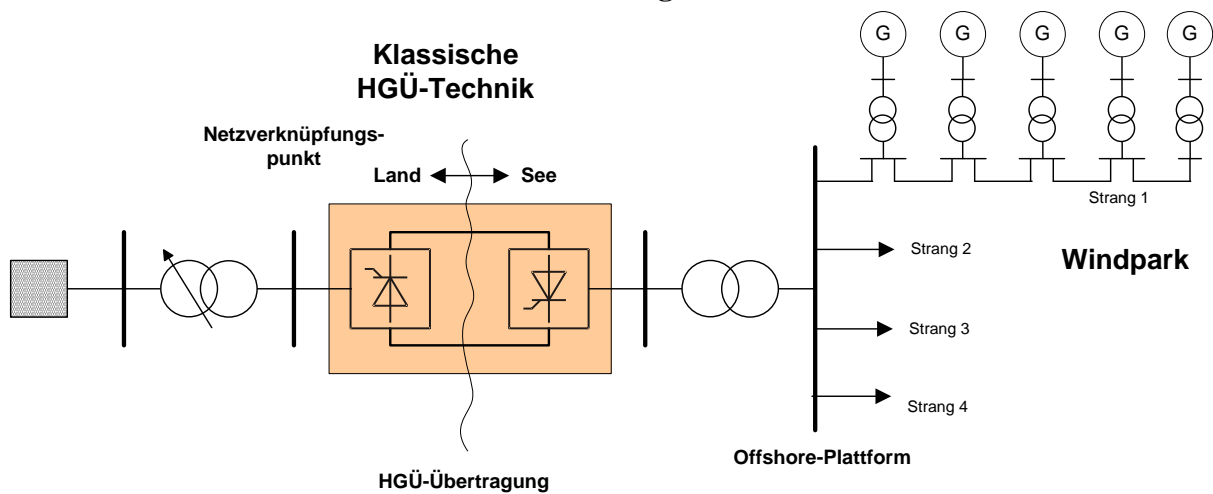 G G G G G
Klassische
HGÜ-Technik
Netzverknüpfungs-
punkt
Land See
Strang 1
Strang 2
Windpark
Strang 3
Strang 4
Offshore-Plattform
HGÜ-Übertragung